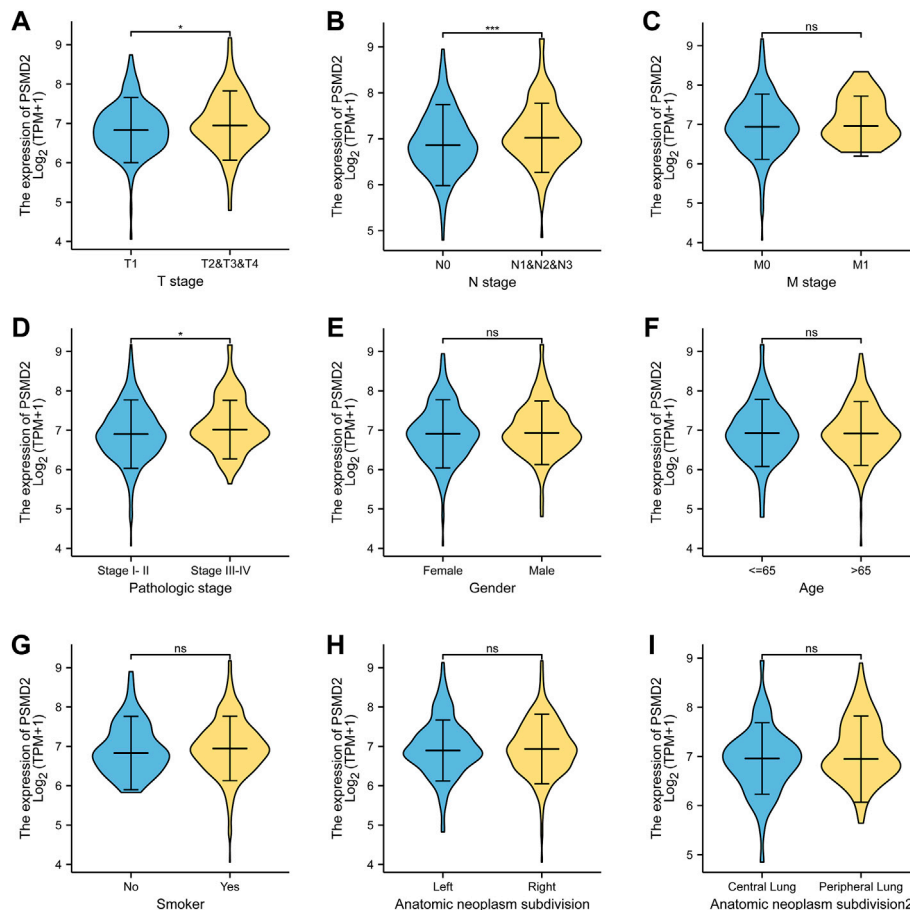 A
The expression of PSMD2
Log2 (TPM+1)
9
8
7
6
5
4
*
T1
T2&T3&T4
T stage
B
The expression of PSMD2
Log2 (TPM+1)
9
8
7
6
5
***
N0
N1&N2&N3
N stage
C
The expression of PSMD2
Log2 (TPM+1)
9
8
7
6
5
4
ns
M0
M1
M stage
D
The expression of PSMD2
Log2 (TPM+1)
9
8
7
6
5
4
*
Stage I- II
Stage III-IV
Pathologic stage
E
The expression of PSMD2
Log2 (TPM+1)
9
8
7
6
5
4
ns
Female
Male
Gender
F
The expression of PSMD2
Log2 (TPM+1)
9
8
7
6
5
4
ns
<=65
>65
Age
G
The expression of PSMD2
Log2 (TPM+1)
9
8
7
6
5
4
ns
No
Yes
Smoker
H
The expression of PSMD2
Log2 (TPM+1)
9
8
7
6
5
4
ns
Left
Right
Anatomic neoplasm subdivision
I
The expression of PSMD2
Log2 (TPM+1)
9
8
7
6
5
ns
Central Lung
Peripheral Lung
Anatomic neoplasm subdivision2